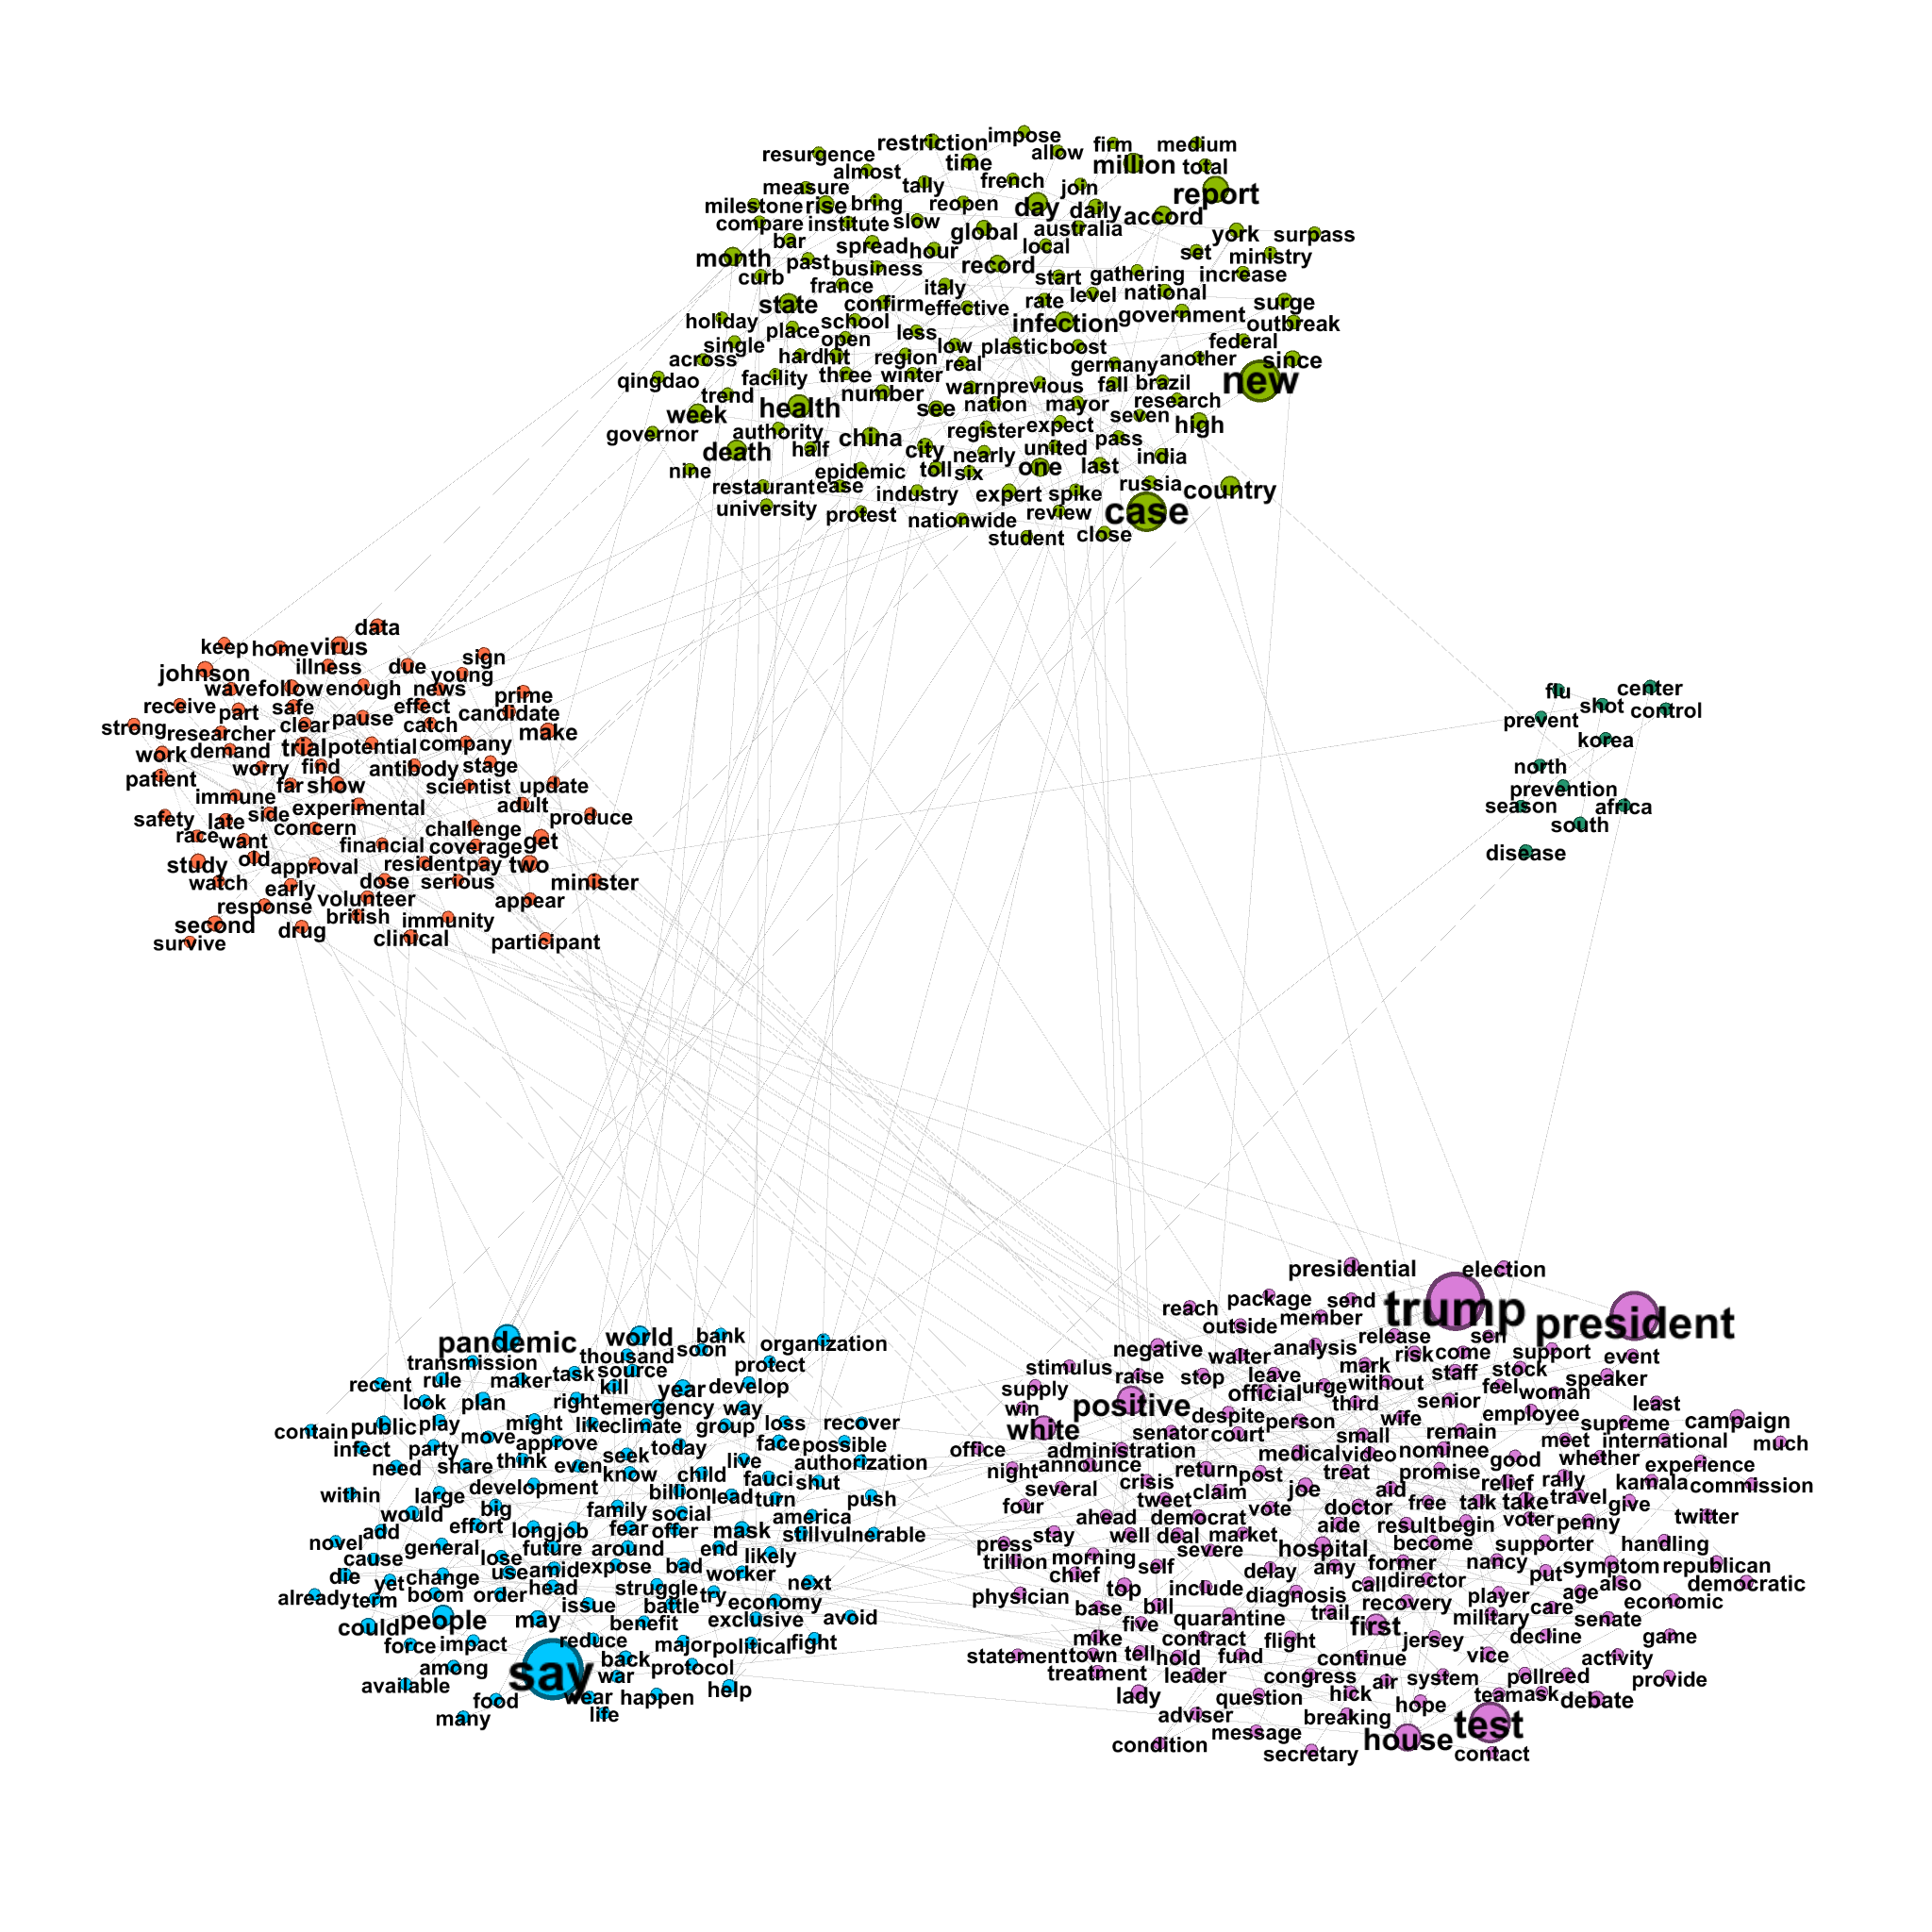 impose
restriction
firm
medium
resurgence
allow
time
million
total
almost
measure
tally
french
join
report
milestone
rise
bring
reopen
day
daily
accord
compare
institute
slow
global
australia
york
surpass
bar
spread
hour
local
set
ministry
month
past
business
record
start
gathering
increase
curb
france
italy
rate
level
national
surge
state
confirm
effective
infection
government
outbreak
holiday
place
school
less
federal
single
open
low
plastic
boost
another
since
across
hardhit
region
real
germany
qingdao
facility
three
winter
warn
previous
fall
brazil
new
trend
number
see
nation
mayor
research
week
health
seven
high
governor
authority
china
register
expect
pass
death
half
city
nearly
united
india
nine
epidemic
toll
six
one
last
restaurant
ease
industry
expert
spike
russia
country
university
protest
nationwide
review
case
student
close
data
keep
home
virus
sign
johnson
illness
due
young
wave
follow
enough
news
prime
receive
part
safe
effect
candidate
strong
researcher
clear
pause
catch
make
work
demand
trial
potential
company
patient
worry
find
antibody
stage
immune
far
show
scientist
update
safety
late
side
experimental
adult
produce
race
want
concern
challenge
get
study
old
financial
coverage
watch
approval
resident
pay
two
early
dose
serious
minister
response
volunteer
appear
second
british
immunity
survive
drug
clinical
participant
flu
center
shot
control
prevent
korea
north
prevention
season
africa
south
disease
pandemic
world
bank
organization
transmission
thousand
soon
recent
rule
maker
task
source
protect
look
plan
right
kill
year
develop
emergency
way
contain
public
play
might
like
climate
group
loss
recover
infect
party
move
approve
today
face
possible
need
share
think
even
seek
know
child
live
fauci
shut
authorization
within
large
development
billion
lead
turn
push
would
big
family
social
america
add
effort
long
job
fear
offer
mask
still
vulnerable
novel
general
future
around
end
likely
cause
lose
use
amid
expose
bad
worker
die
yet
change
head
struggle
try
next
already
term
boom
order
issue
battle
economy
could
people
may
benefit
exclusive
avoid
force
impact
reduce
major
political
fight
among
back
protocol
available
say
war
help
food
wear
happen
many
life
presidential
election
reach
package
send
trump
president
outside
member
negative
walter
analysis
release
sen
stimulus
raise
stop
leave
mark
risk
come
support
event
supply
official
urge
without
staff
stock
speaker
win
positive
despite
person
third
senior
feel
woman
least
white
senator
court
small
wife
employee
supreme
campaign
office
administration
medical
video
remain
meet
international
much
night
announce
return
post
treat
nominee
good
whether
experience
several
crisis
claim
joe
aid
promise
relief
rally
kamala
commission
four
tweet
vote
doctor
free
talk
take
travel
give
twitter
ahead
democrat
aide
result
begin
voter
penny
press
stay
well
deal
market
hospital
become
supporter
handling
trillion
morning
severe
amy
former
nancy
symptom
republican
chief
self
delay
call
director
put
also
democratic
physician
top
include
diagnosis
recovery
player
age
economic
base
bill
quarantine
trail
first
military
care
senate
five
mike
contract
flight
jersey
decline
game
statement
town
tell
hold
fund
continue
vice
activity
treatment
leader
congress
air
system
poll
reed
provide
lady
question
hick
hope
team
ask
debate
adviser
message
breaking
test
condition
secretary
house
contact